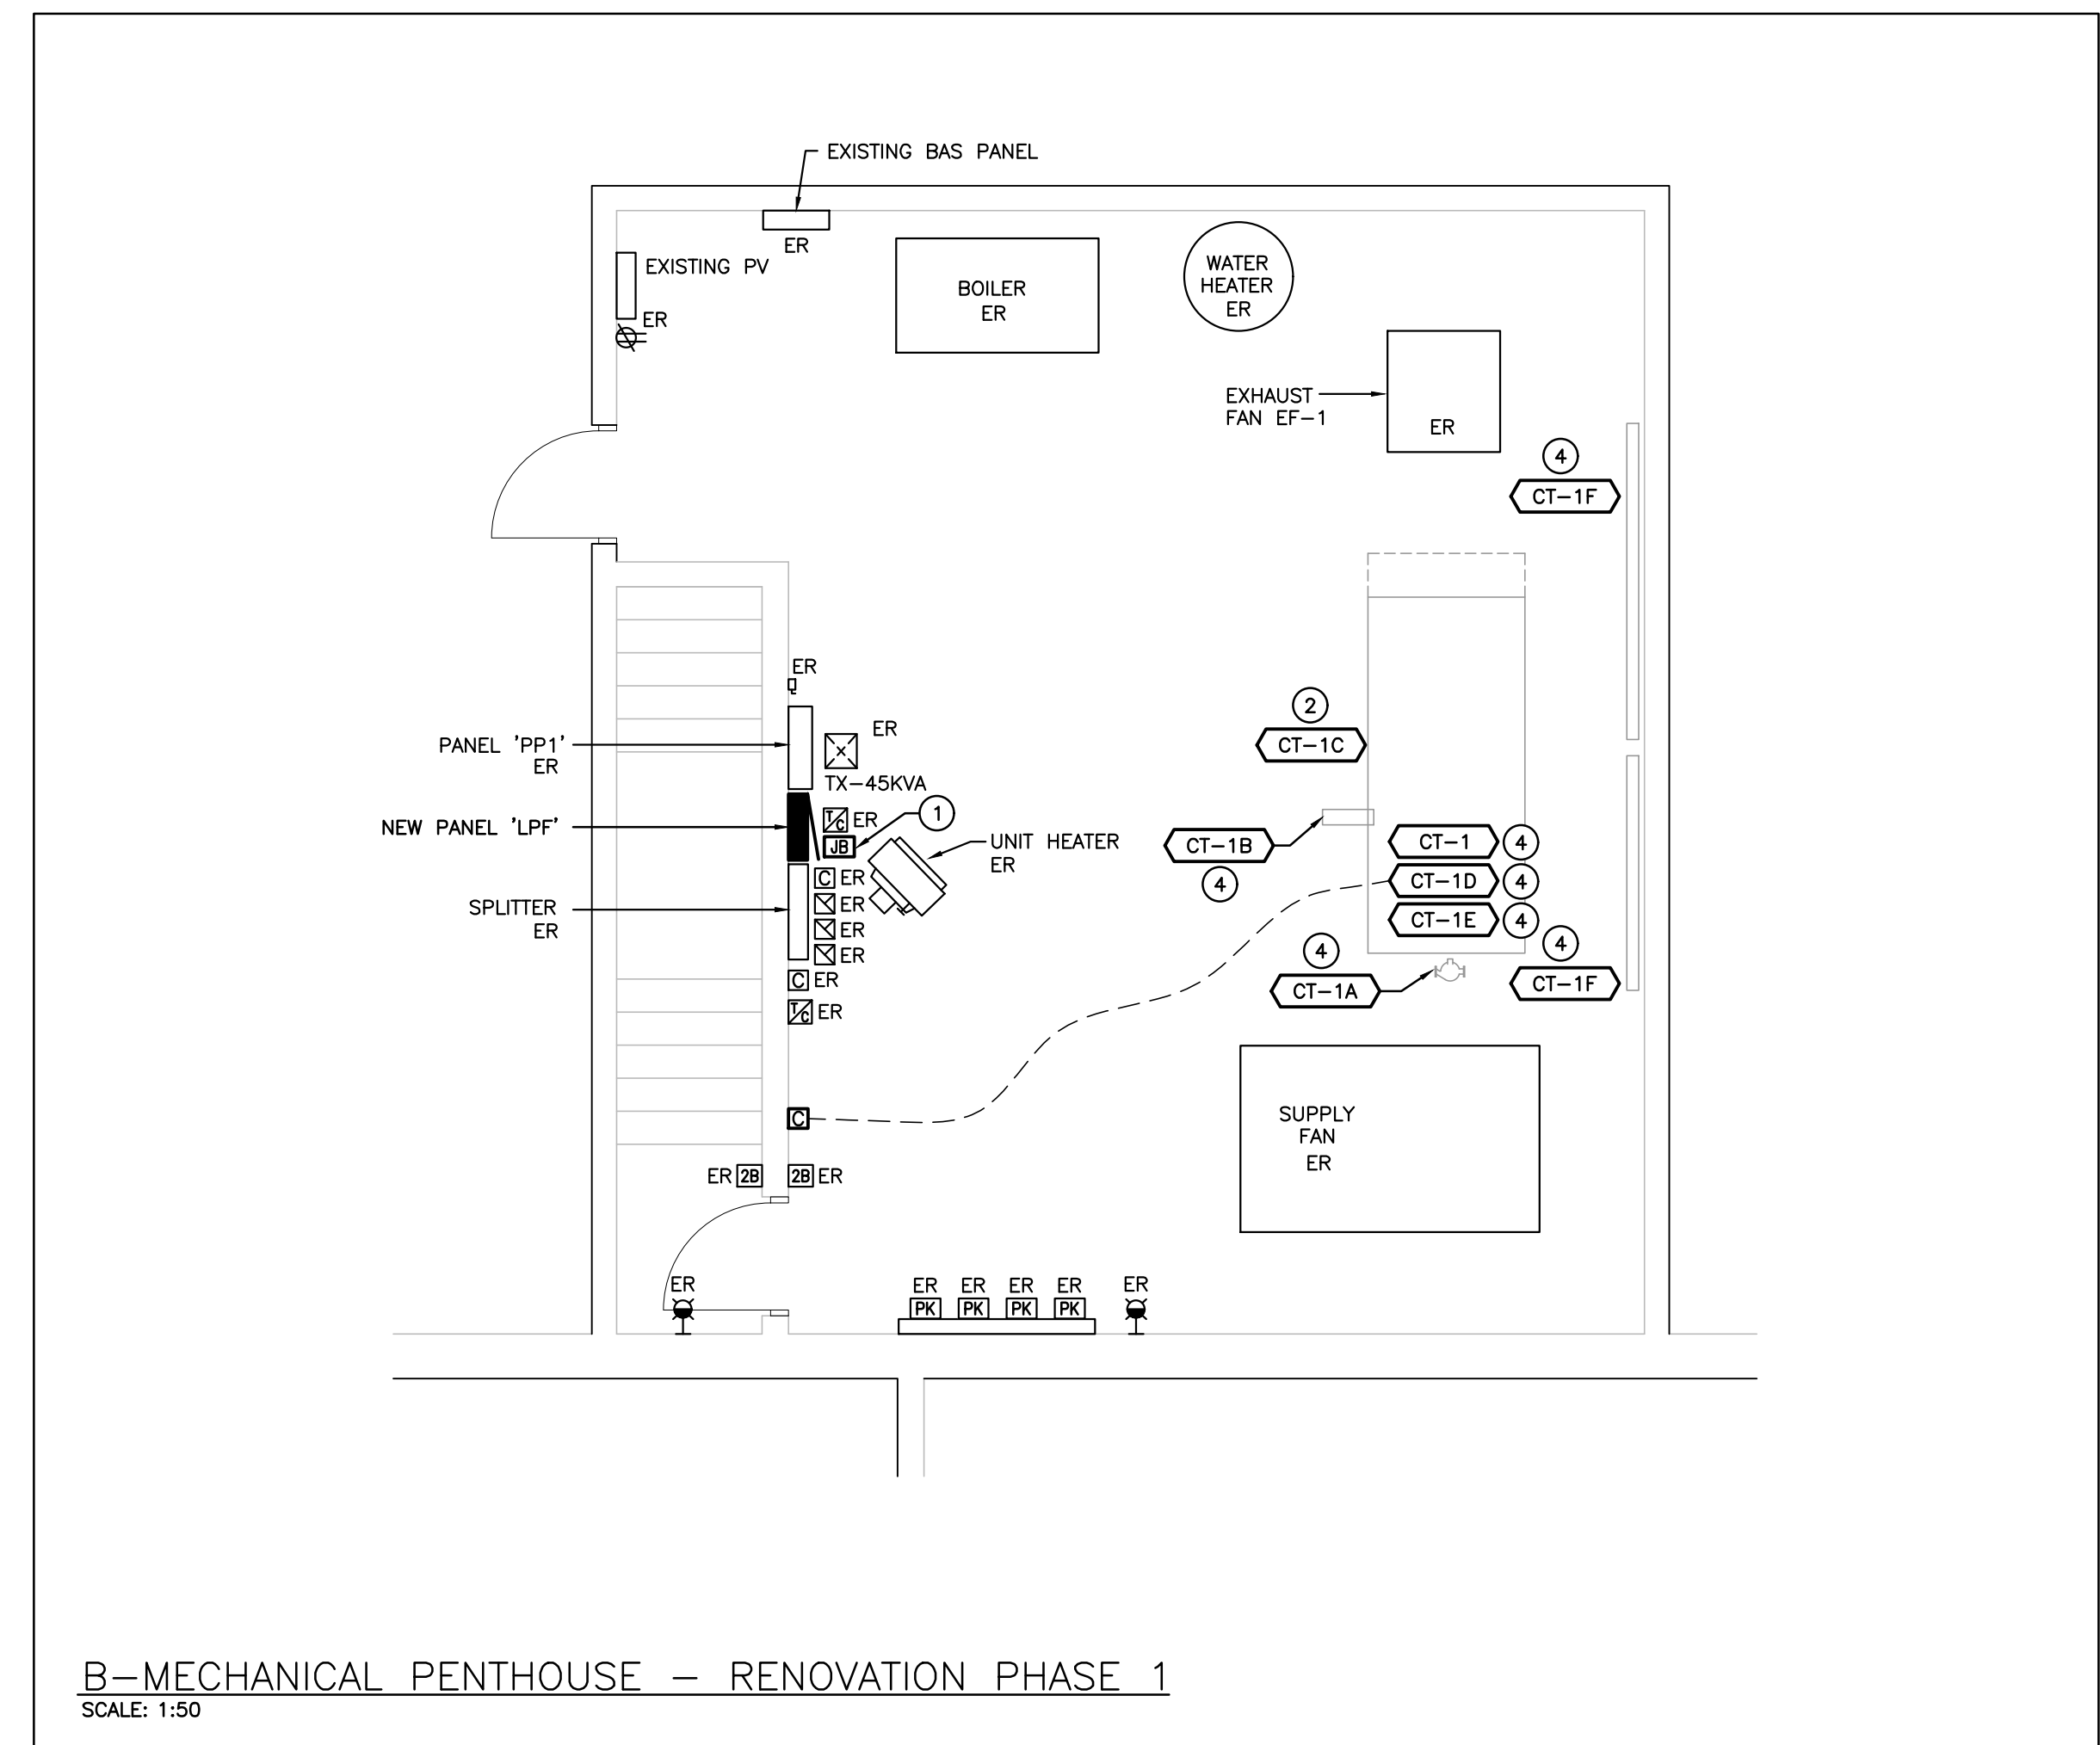 EXISTING BAS PANEL
ER
EXISTING PV
ER
BOILER
ER
WATER
HEATER
ER
EXHAUST
FAN EF-1
ER
4
CT-1F
ER
PANEL 'PP1'
ER
ER
TX-45KVA
2
CT-1C
NEW PANEL 'LPF'
T/C ER
JB
1
UNIT HEATER
ER
CT-1B
4
CT-1 4
CT-1D 4
CT-1E 4
SPLITTER
ER
C ER
ER
ER
ER
C ER
T/C ER
4
CT-1A
4
CT-1F
C
SUPPLY
FAN
ER
ER 2B
2B ER
ER
ER ER ER ER
PK PK PK PK
ER
B-MECHANICAL PENTHOUSE - RENOVATION PHASE 1
SCALE: 1:50